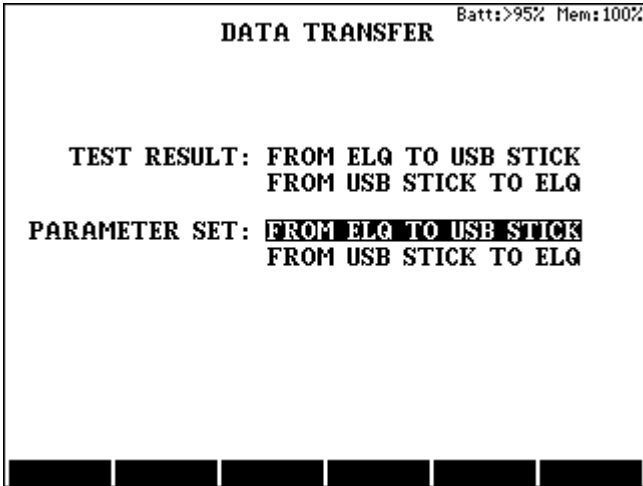 Batt:>95% Mem:100%
DATA TRANSFER
TEST RESULT: FROM ELQ TO USB STICK
FROM USB STICK TO ELQ
PARAMETER SET: FROM ELQ TO USB STICK
FROM USB STICK TO ELQ